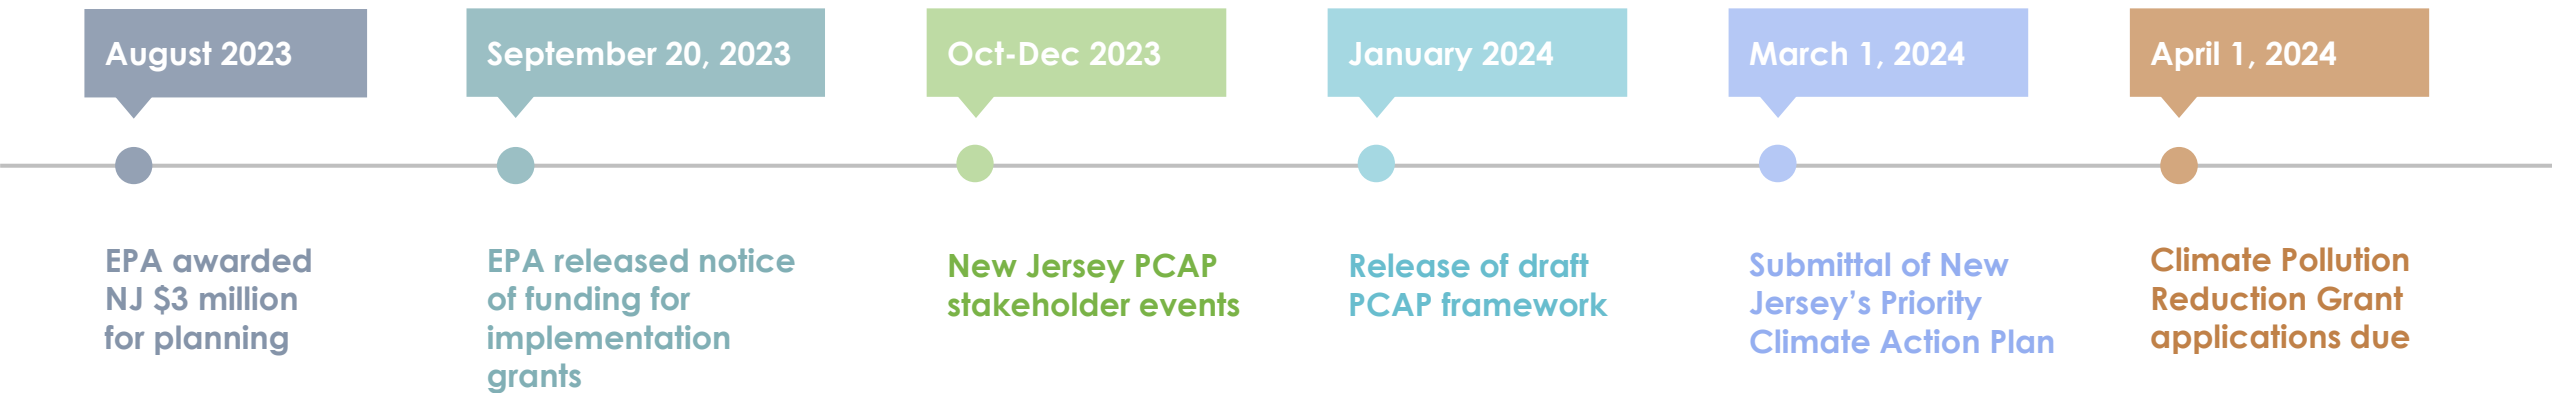 August 2023
EPA awarded
NJ $3 million
for planning
September 20, 2023
EPA released notice
of funding for
implementation
grants
Oct-Dec 2023
New Jersey PCAP
stakeholder events
January 2024
Release of draft
PCAP framework
March 1, 2024
Submittal of New
Jersey’s Priority
Climate Action Plan
April 1, 2024
Climate Pollution
Reduction Grant
applications due